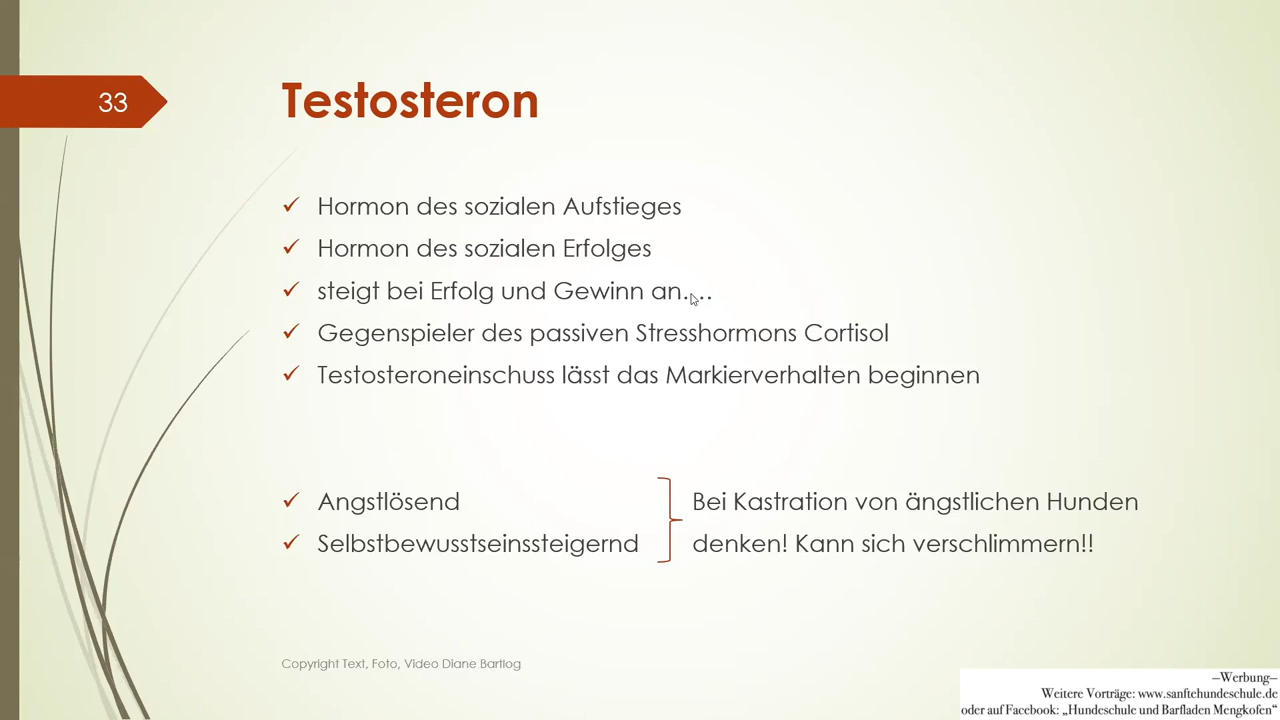 33
Testosteron
Hormon des sozialen Aufstieges
Hormon des sozialen Erfolges
steigt bei Erfolg und Gewinn an....
Gegenspieler des passiven Stresshormons Cortisol
Testosteroneinschuss lässt das Markierverhalten beginnen
Angstlösend
Selbstbewusstseinssteigernd
Bei Kastration von ängstlichen Hunden
denken! Kann sich verschlimmern!!
Copyright Text, Foto, Video Diane Bartlog
—Werbung—
Weitere Vorträge: www.sanftehundeschule.de
oder auf Facebook: „Hundeschule und Barfladen Mengkofen“